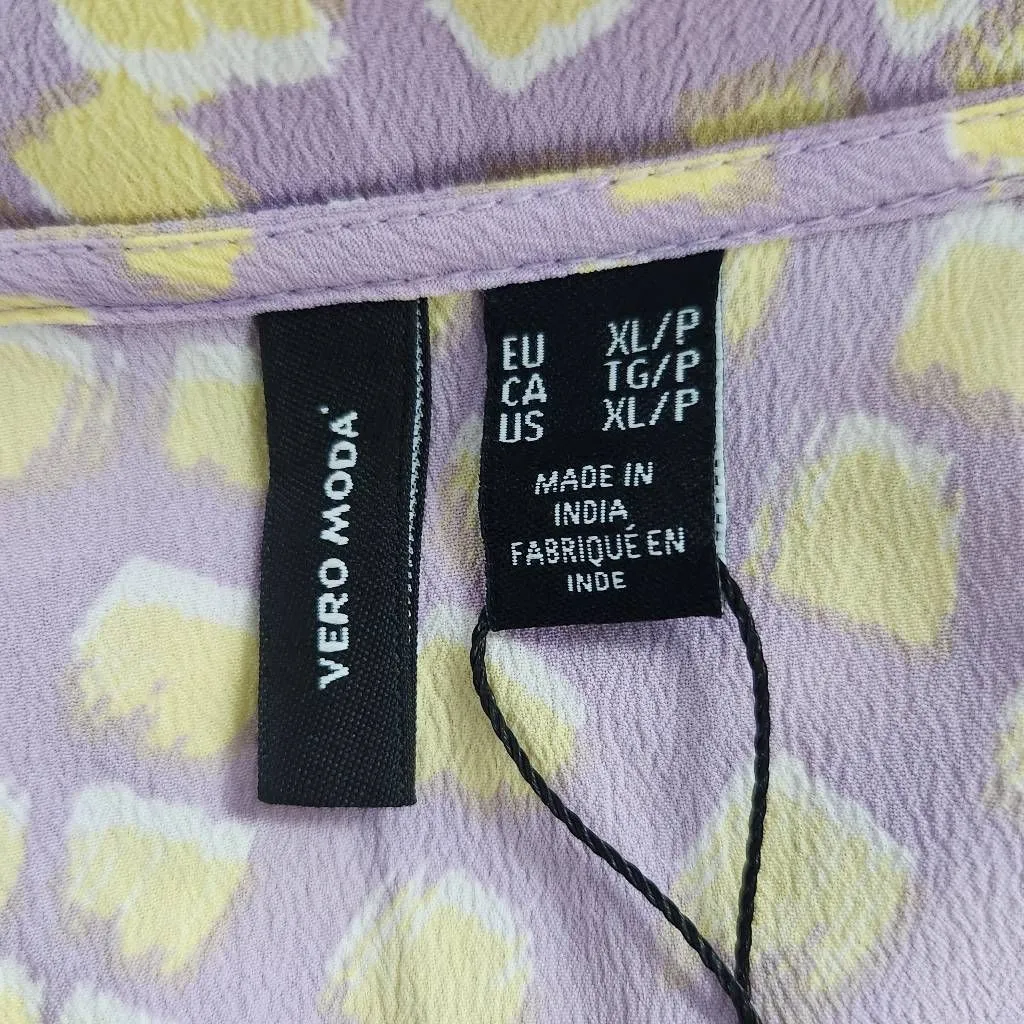 VERO MODA
EU XL/P
CA TG/P
US XL/P
MADE IN
INDIA
FABRIQUÉ EN
INDE